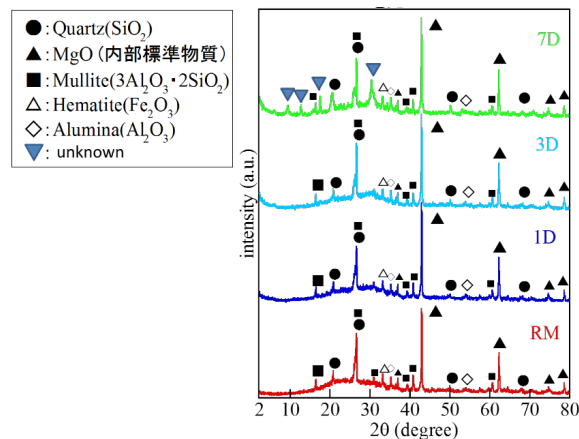 : Quartz(SiO2)
: MgO (内部標準物質)
: Mullite(3Al2O3・2SiO2)
: Hematite(Fe2O3)
: Alumina(Al2O3)
: unknown
7D
3D
1D
RM
intensity (a.u.)
2 10 20 30 40 50 60 70 80
2θ (degree)